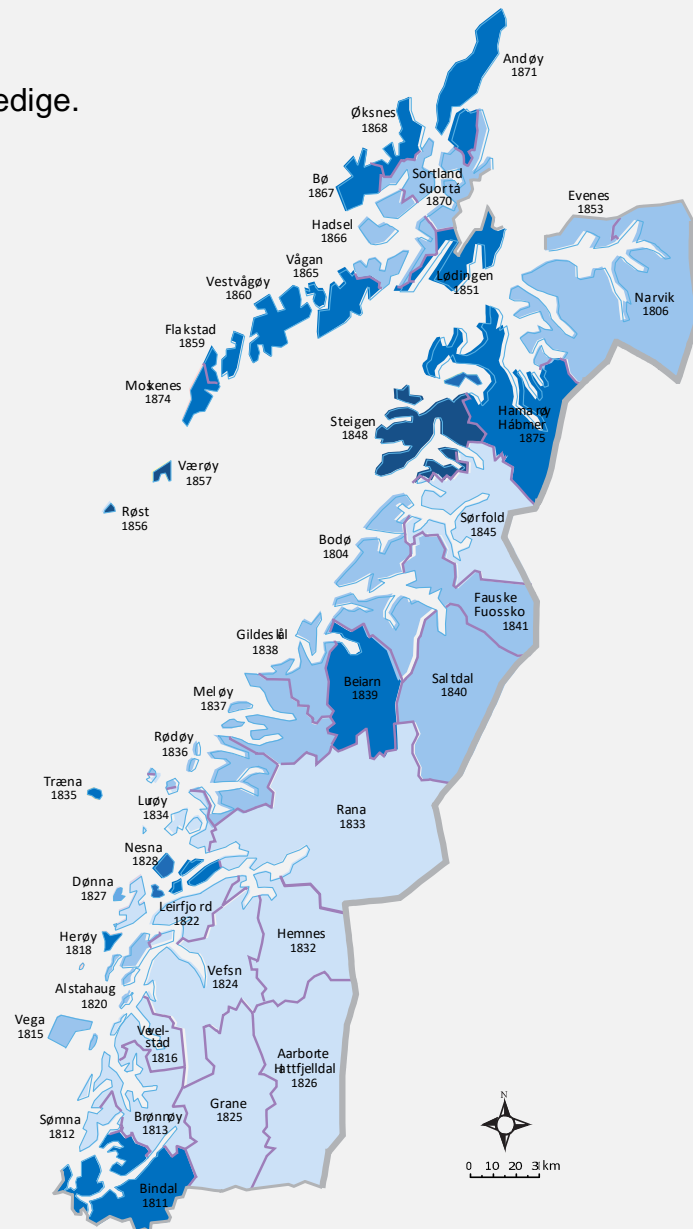 edige.
Andøy
1871
Øksnes
1868
Bø
1867
Sortland
Suortá
1870
Hadsel
1866
Evenes
1853
Vågan
1865
Lødingen
1851
Vestvågøy
1860
Narvik
1806
Flakstad
1859
Moskenes
1874
Steigen
1848
Hamarøy
Hábmer
1875
Værøy
1857
Røst
1856
Sørfold
1845
Bodø
1804
Fauske
Fuossko
1841
Gildeskål
1838
Beiarn
1839
Saltdal
1840
Meløy
1837
Rødøy
1836
Træna
1835
Lurøy
1834
Rana
1833
Nesna
1828
Dønna
1827
Leirfjord
1822
Herøy
1818
Hemnes
1832
Vefsn
1824
Alstahaug
1820
Vega
1815
Vevel-
stad
1816
Aarborte
Hattfjelldal
1826
Grane
1825
Sømna
1812
Brønnøy
1813
Bindal
1811
N
0 10 20 30 km